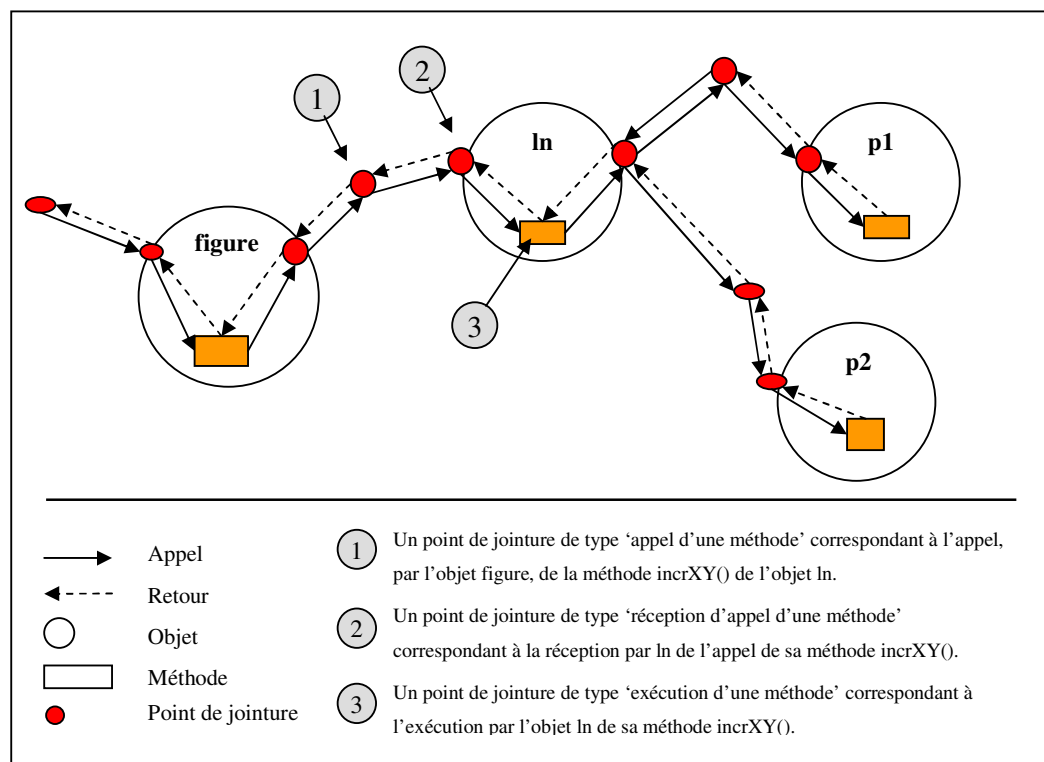 1
2
ln
p1
figure
3
p2
Appel
Retour
Objet
Méthode
Point de jointure
1
Un point de jointure de type ‘appel d’une méthode’ correspondant à l’appel,
par l’objet figure, de la méthode incrXY() de l’objet ln.
2
Un point de jointure de type ‘réception d’appel d’une méthode’
correspondant à la réception par ln de l’appel de sa méthode incrXY().
3
Un point de jointure de type ‘exécution d’une méthode’ correspondant à
l’exécution par l’objet ln de sa méthode incrXY().